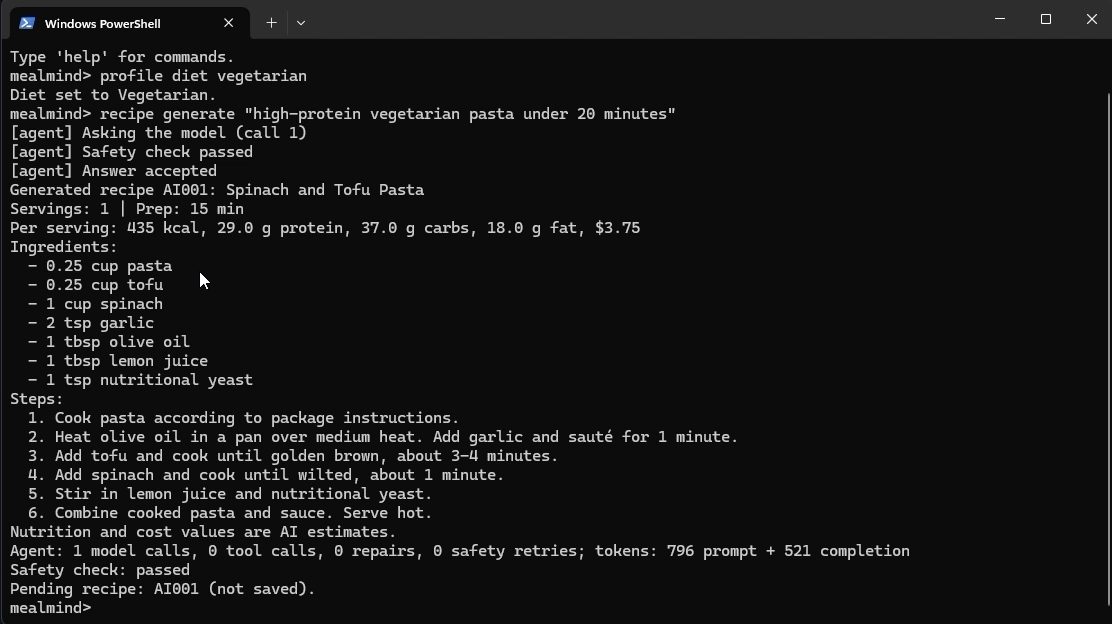 Windows PowerShell
Type 'help' for commands.
mealmind> profile diet vegetarian
Diet set to Vegetarian.
mealmind> recipe generate "high-protein vegetarian pasta under 20 minutes"
[agent] Asking the model (call 1)
[agent] Safety check passed
[agent] Answer accepted
Generated recipe AI001: Spinach and Tofu Pasta
Servings: 1 | Prep: 15 min
Per serving: 435 kcal, 29.0 g protein, 37.0 g carbs, 18.0 g fat, $3.75
Ingredients:
  - 0.25 cup pasta
  - 0.25 cup tofu
  - 1 cup spinach
  - 2 tsp garlic
  - 1 tbsp olive oil
  - 1 tbsp lemon juice
  - 1 tsp nutritional yeast
Steps:
  1. Cook pasta according to package instructions.
  2. Heat olive oil in a pan over medium heat. Add garlic and sauté for 1 minute.
  3. Add tofu and cook until golden brown, about 3-4 minutes.
  4. Add spinach and cook until wilted, about 1 minute.
  5. Stir in lemon juice and nutritional yeast.
  6. Combine cooked pasta and sauce. Serve hot.
Nutrition and cost values are AI estimates.
Agent: 1 model calls, 0 tool calls, 0 repairs, 0 safety retries; tokens: 796 prompt + 521 completion
Safety check: passed
Pending recipe: AI001 (not saved).
mealmind>